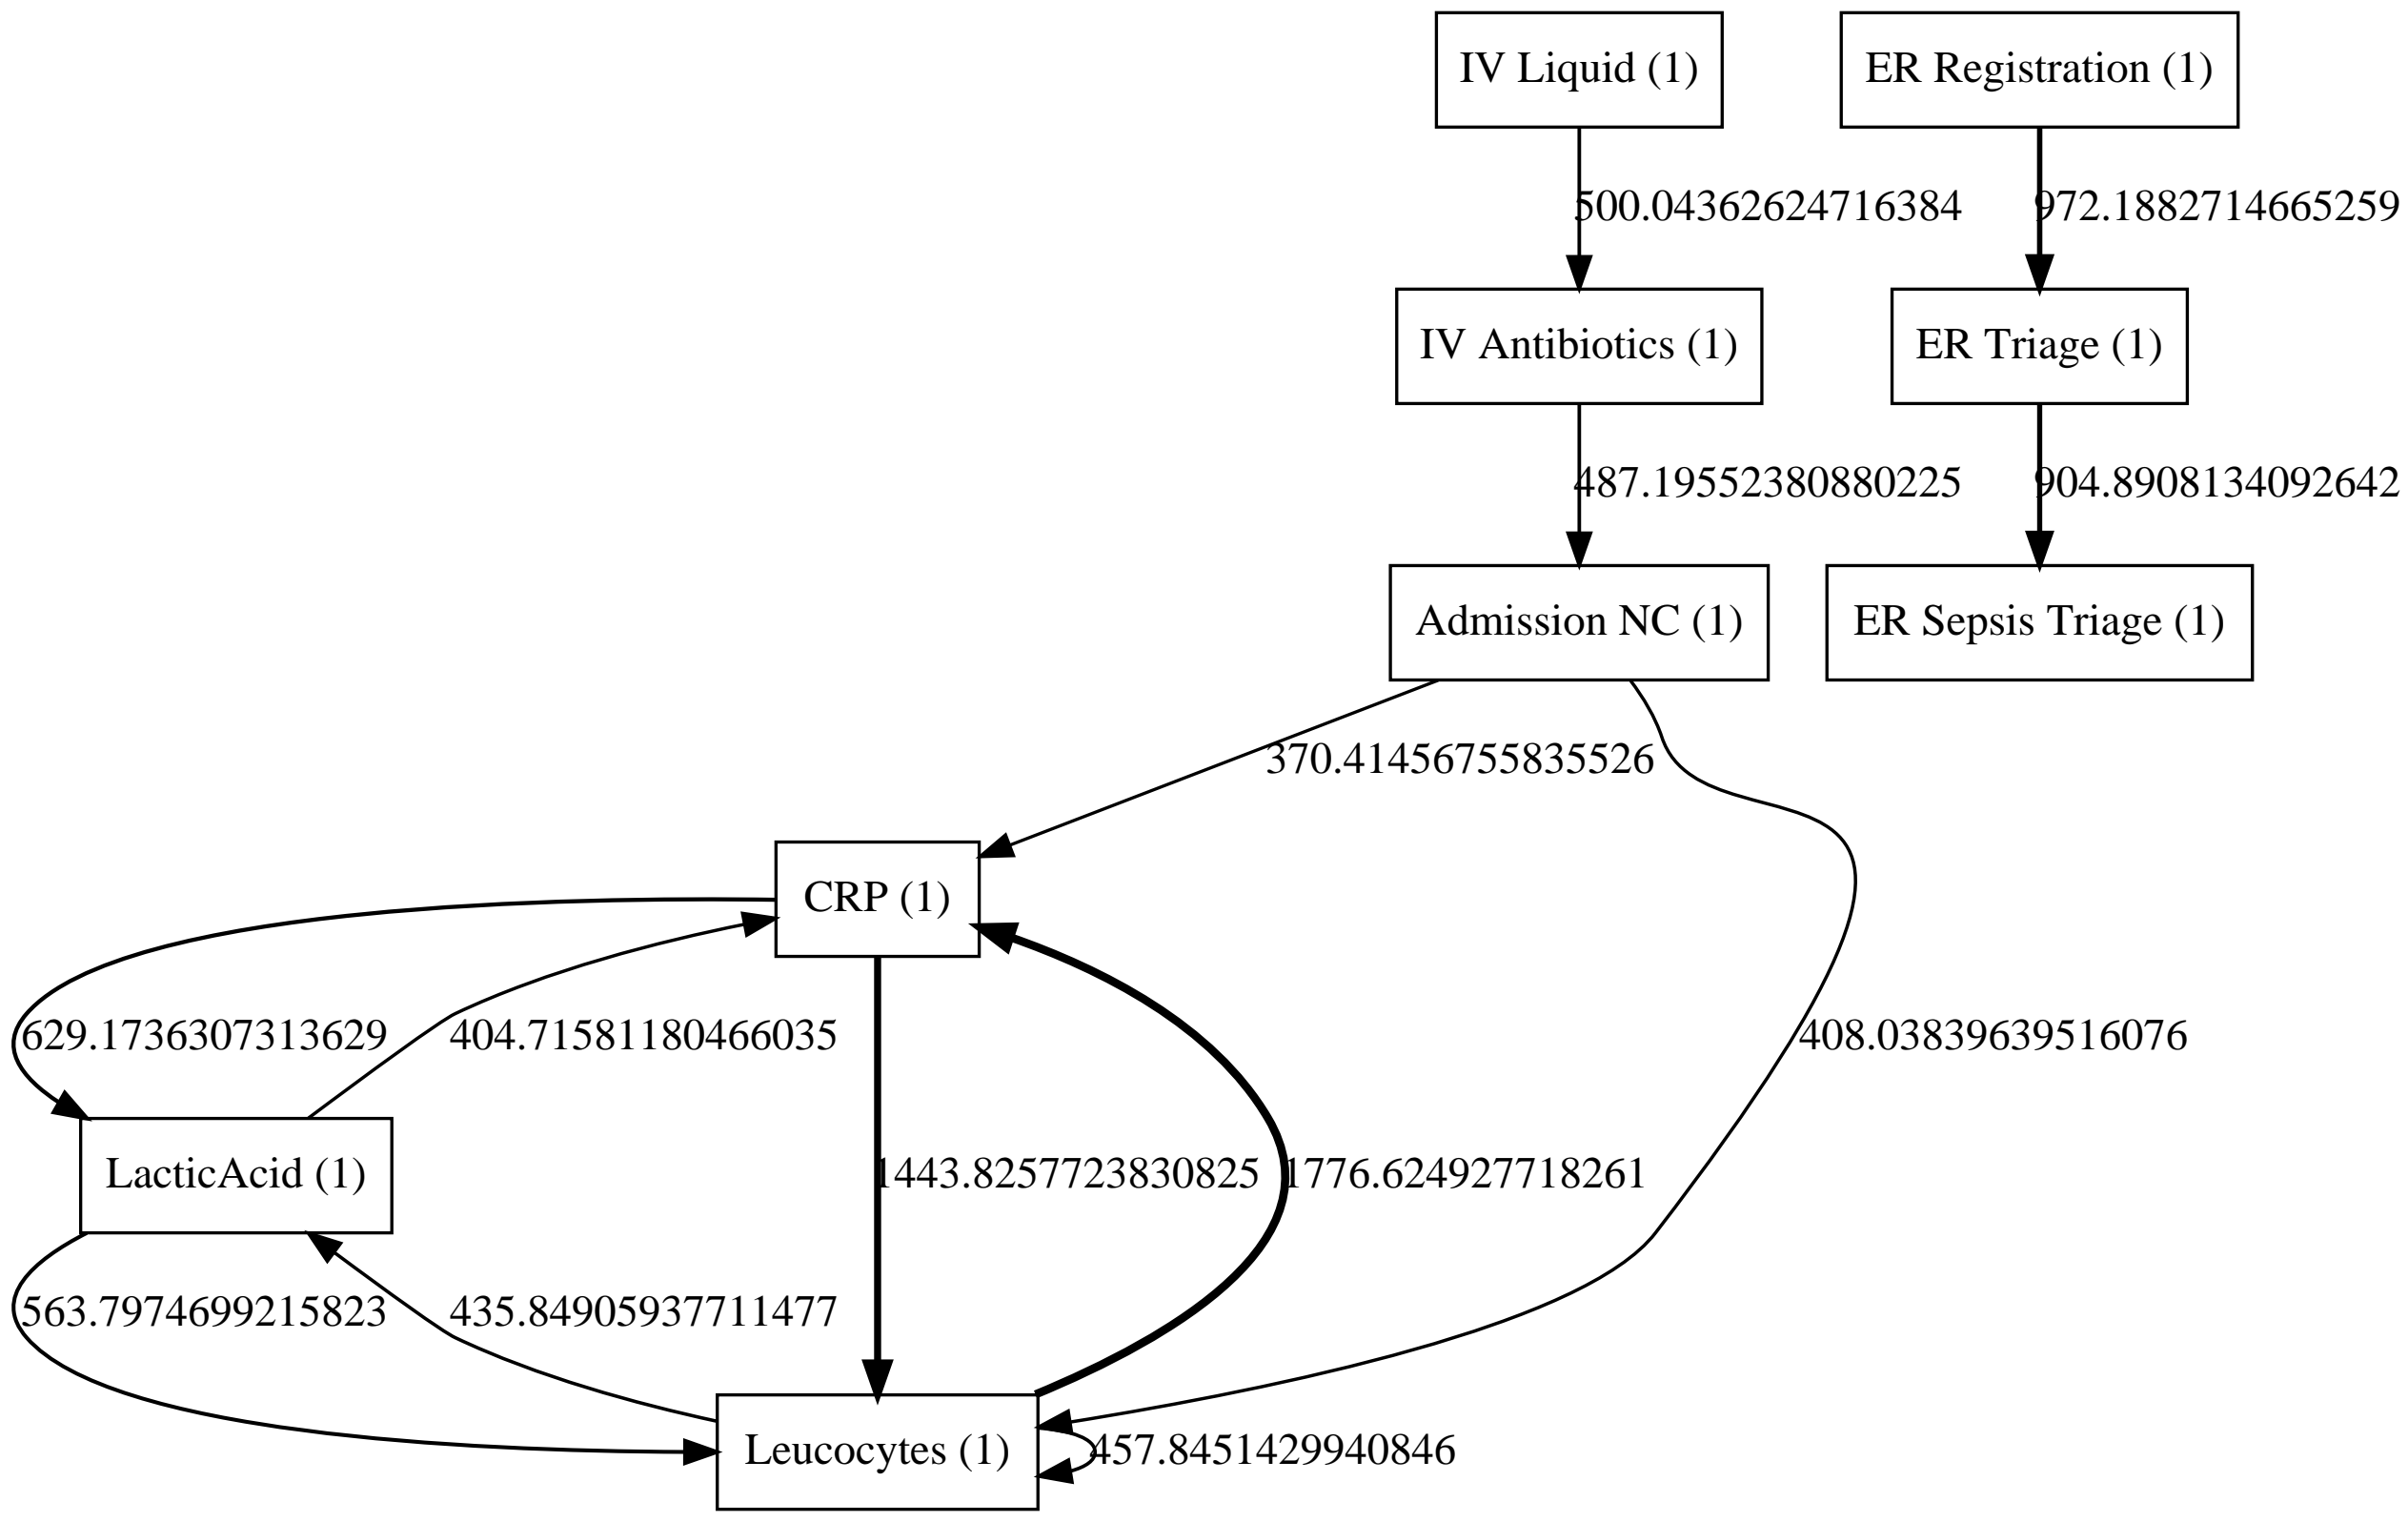 IV Liquid (1)
ER Registration (1)
500.04362624716384
972.1882714665259
IV Antibiotics (1)
ER Triage (1)
487.19552380880225
904.8908134092642
Admission NC (1)
ER Sepsis Triage (1)
370.41456755835526
CRP (1)
629.1736307313629
404.71581180466035
408.03839639516076
LacticAcid (1)
1443.8257723830825
1776.624927718261
563.7974699215823
435.84905937711477
Leucocytes (1)
457.8451429940846